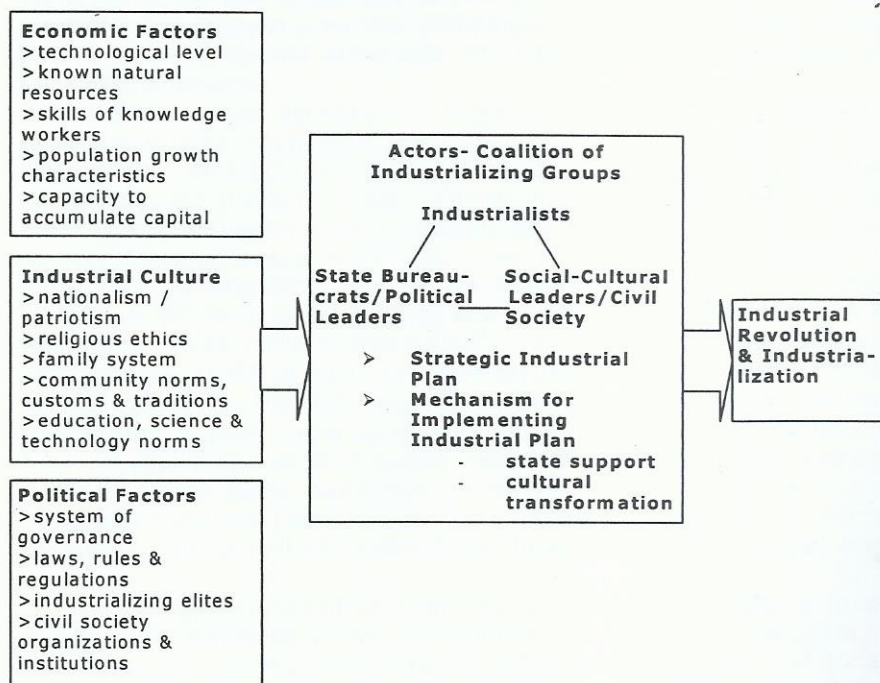 Economic Factors
>technological level
>known natural
resources
>skills of knowledge
workers
>population growth
characteristics
>capacity to
accumulate capital
Industrial Culture
>nationalism /
patriotism
>religious ethics
>family system
>community norms,
customs & traditions
>education, science &
technology norms
Political Factors
>system of
governance
>laws, rules &
regulations
>industrializing elites
>civil society
organizations &
institutions
Actors- Coalition of
Industrializing Groups
Industrialists
State Bureau-
crats/Political
Leaders
Social-Cultural
Leaders/Civil
Society
➢ Strategic Industrial
Plan
➢ Mechanism for
Implementing
Industrial Plan
- state support
- cultural
transformation
Industrial
Revolution
& Industria-
lization